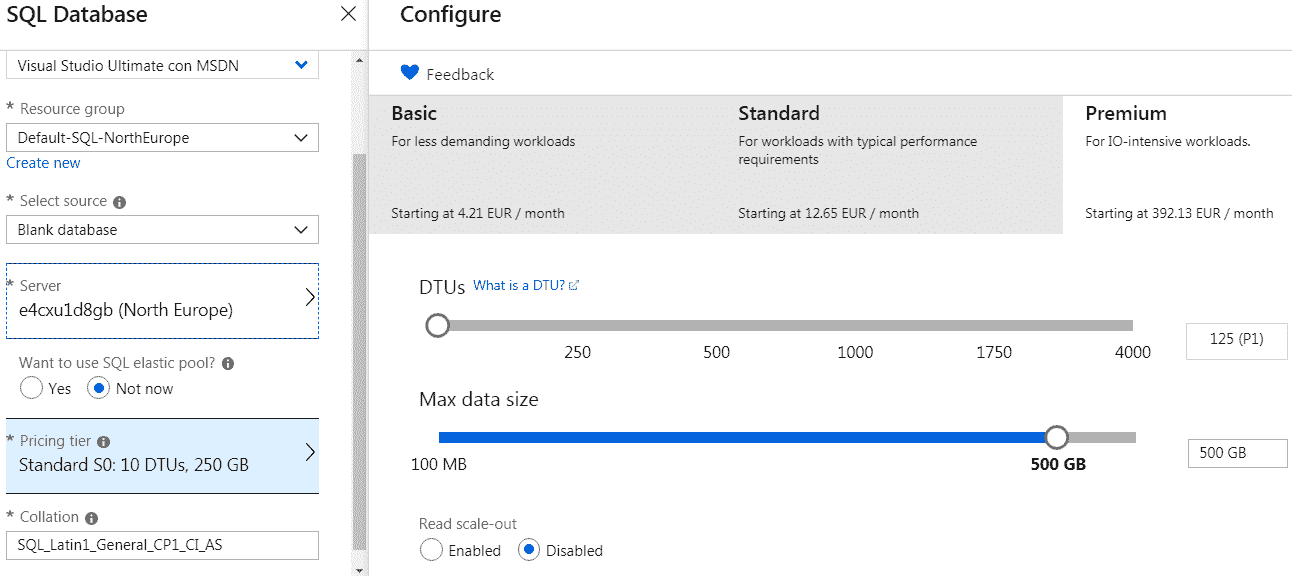 SQL Database
Visual Studio Ultimate con MSDN
* Resource group
Default-SQL-NorthEurope
Create new
* Select source
Blank database
* Server
e4cxu1d8gb (North Europe)
Want to use SQL elastic pool?
Yes Not now
* Pricing tier
Standard S0: 10 DTUs, 250 GB
* Collation
SQL_Latin1_General_CP1_CI_AS
Configure
Feedback
Basic
For less demanding workloads
Starting at 4.21 EUR / month
Standard
For workloads with typical performance
requirements
Starting at 12.65 EUR / month
Premium
For IO-intensive workloads.
Starting at 392.13 EUR / month
DTUs What is a DTU?
250 500 1000 1750 4000
125 (P1)
Max data size
100 MB 500 GB
500 GB
Read scale-out
Enabled Disabled